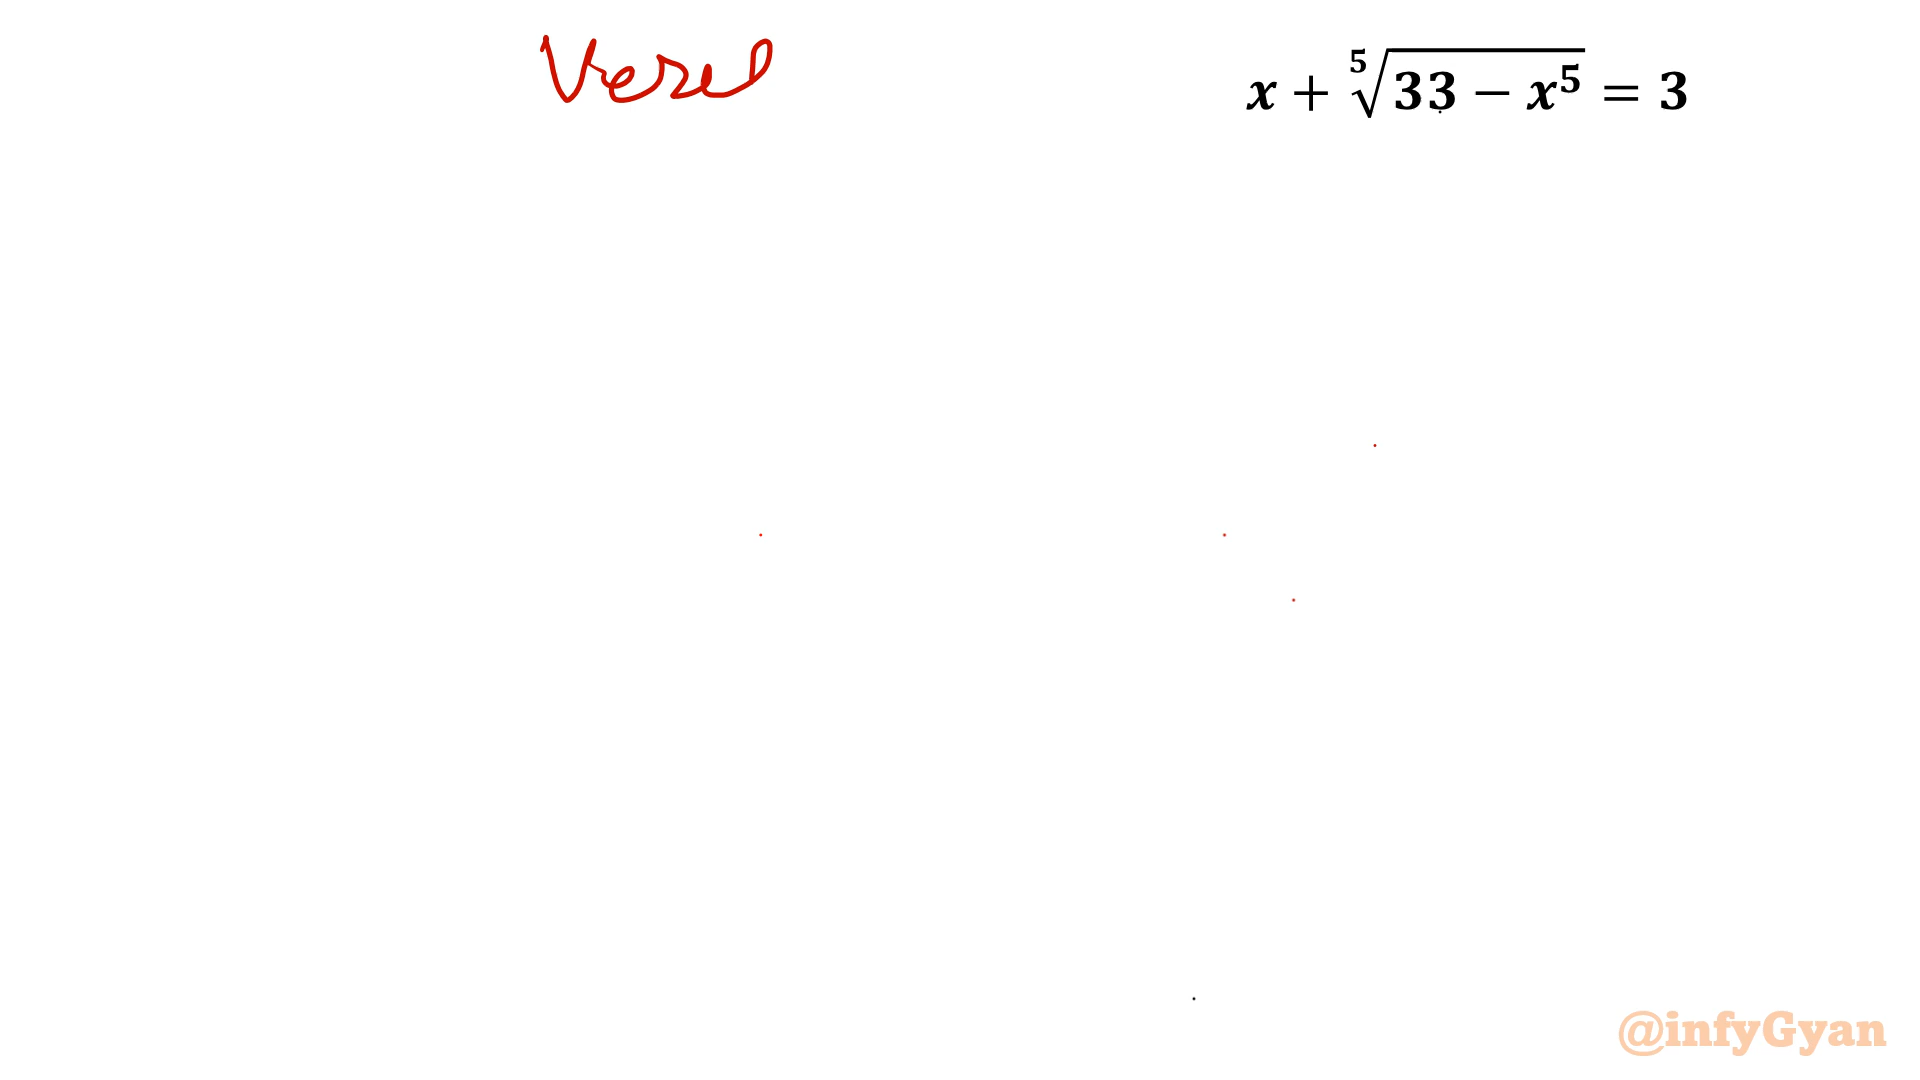 x + ⁵√(33 − x⁵) = 3
@infyGyan